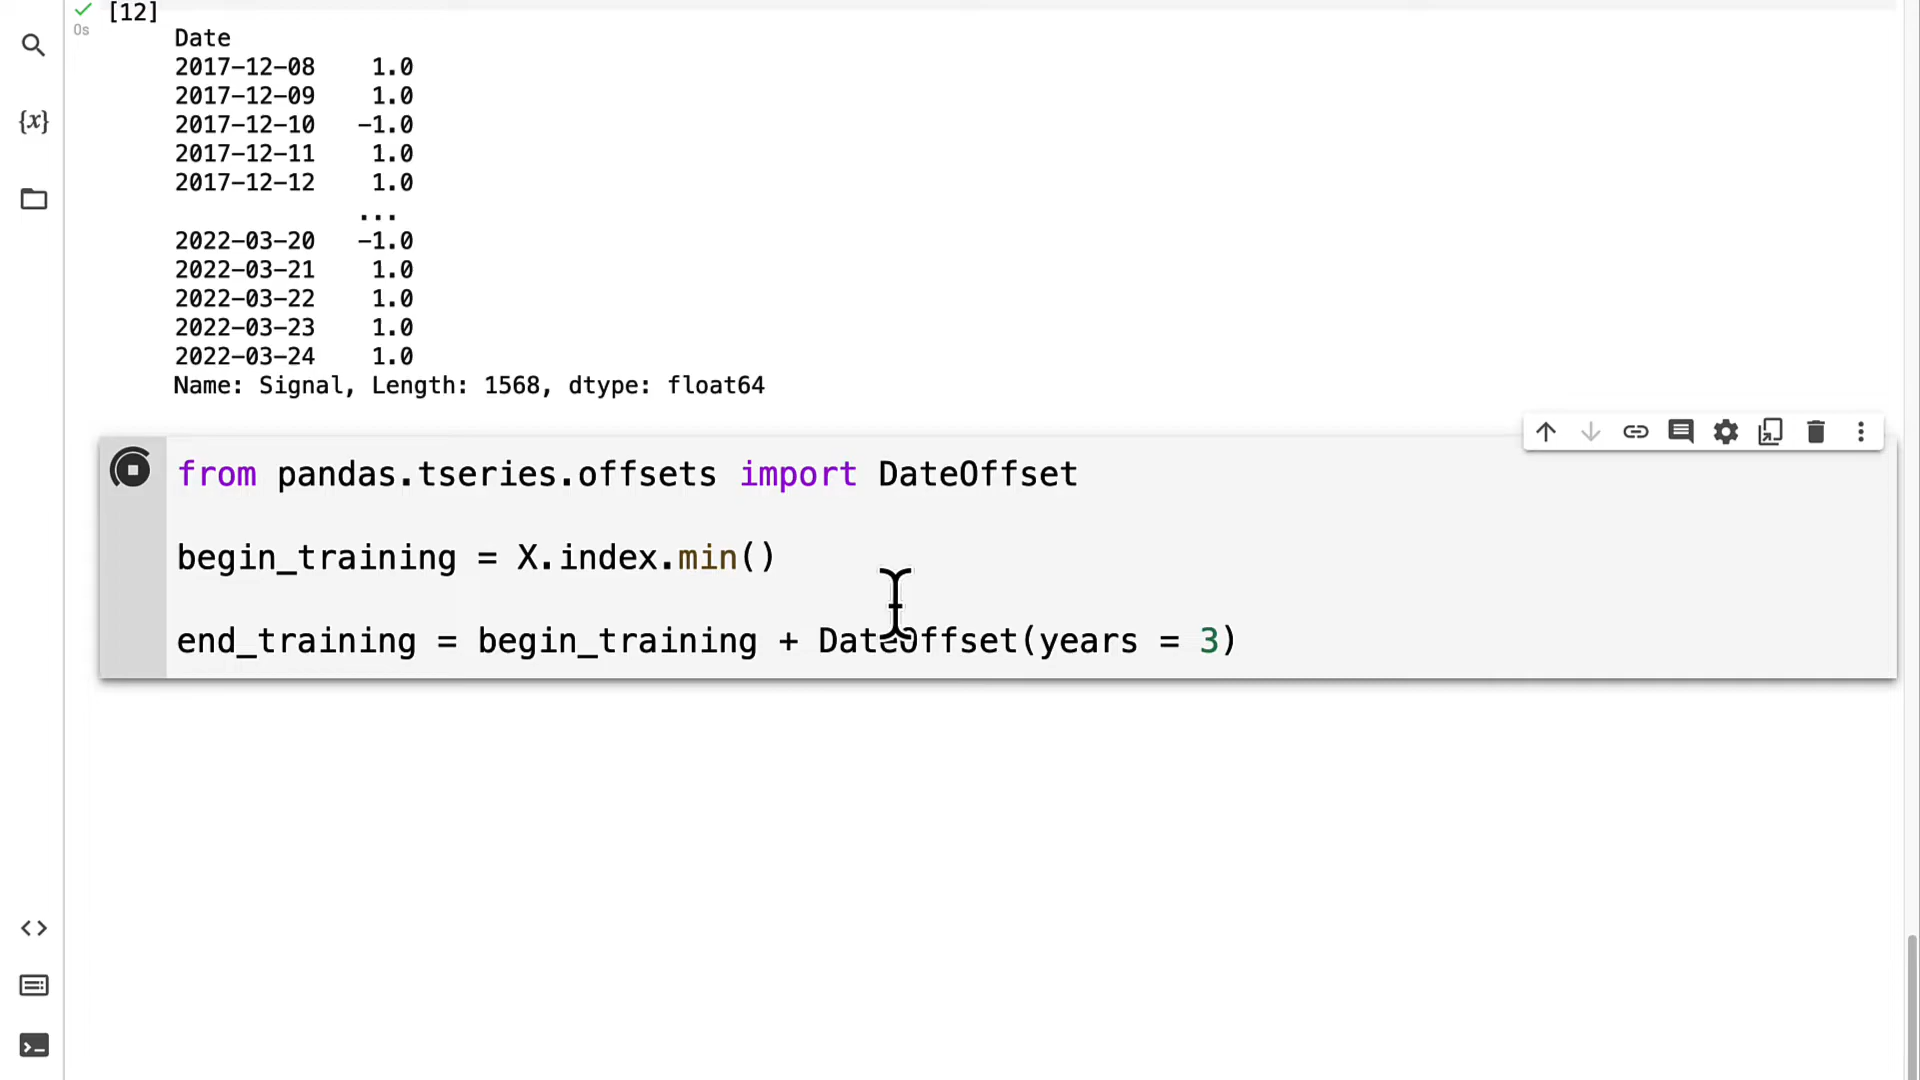 [12]
0s
Date
2017-12-08 1.0
2017-12-09 1.0
2017-12-10 -1.0
2017-12-11 1.0
2017-12-12 1.0
...
2022-03-20 -1.0
2022-03-21 1.0
2022-03-22 1.0
2022-03-23 1.0
2022-03-24 1.0
Name: Signal, Length: 1568, dtype: float64
from pandas.tseries.offsets import DateOffset
begin_training = X.index.min()
end_training = begin_training + DateOffset(years = 3)
{x}